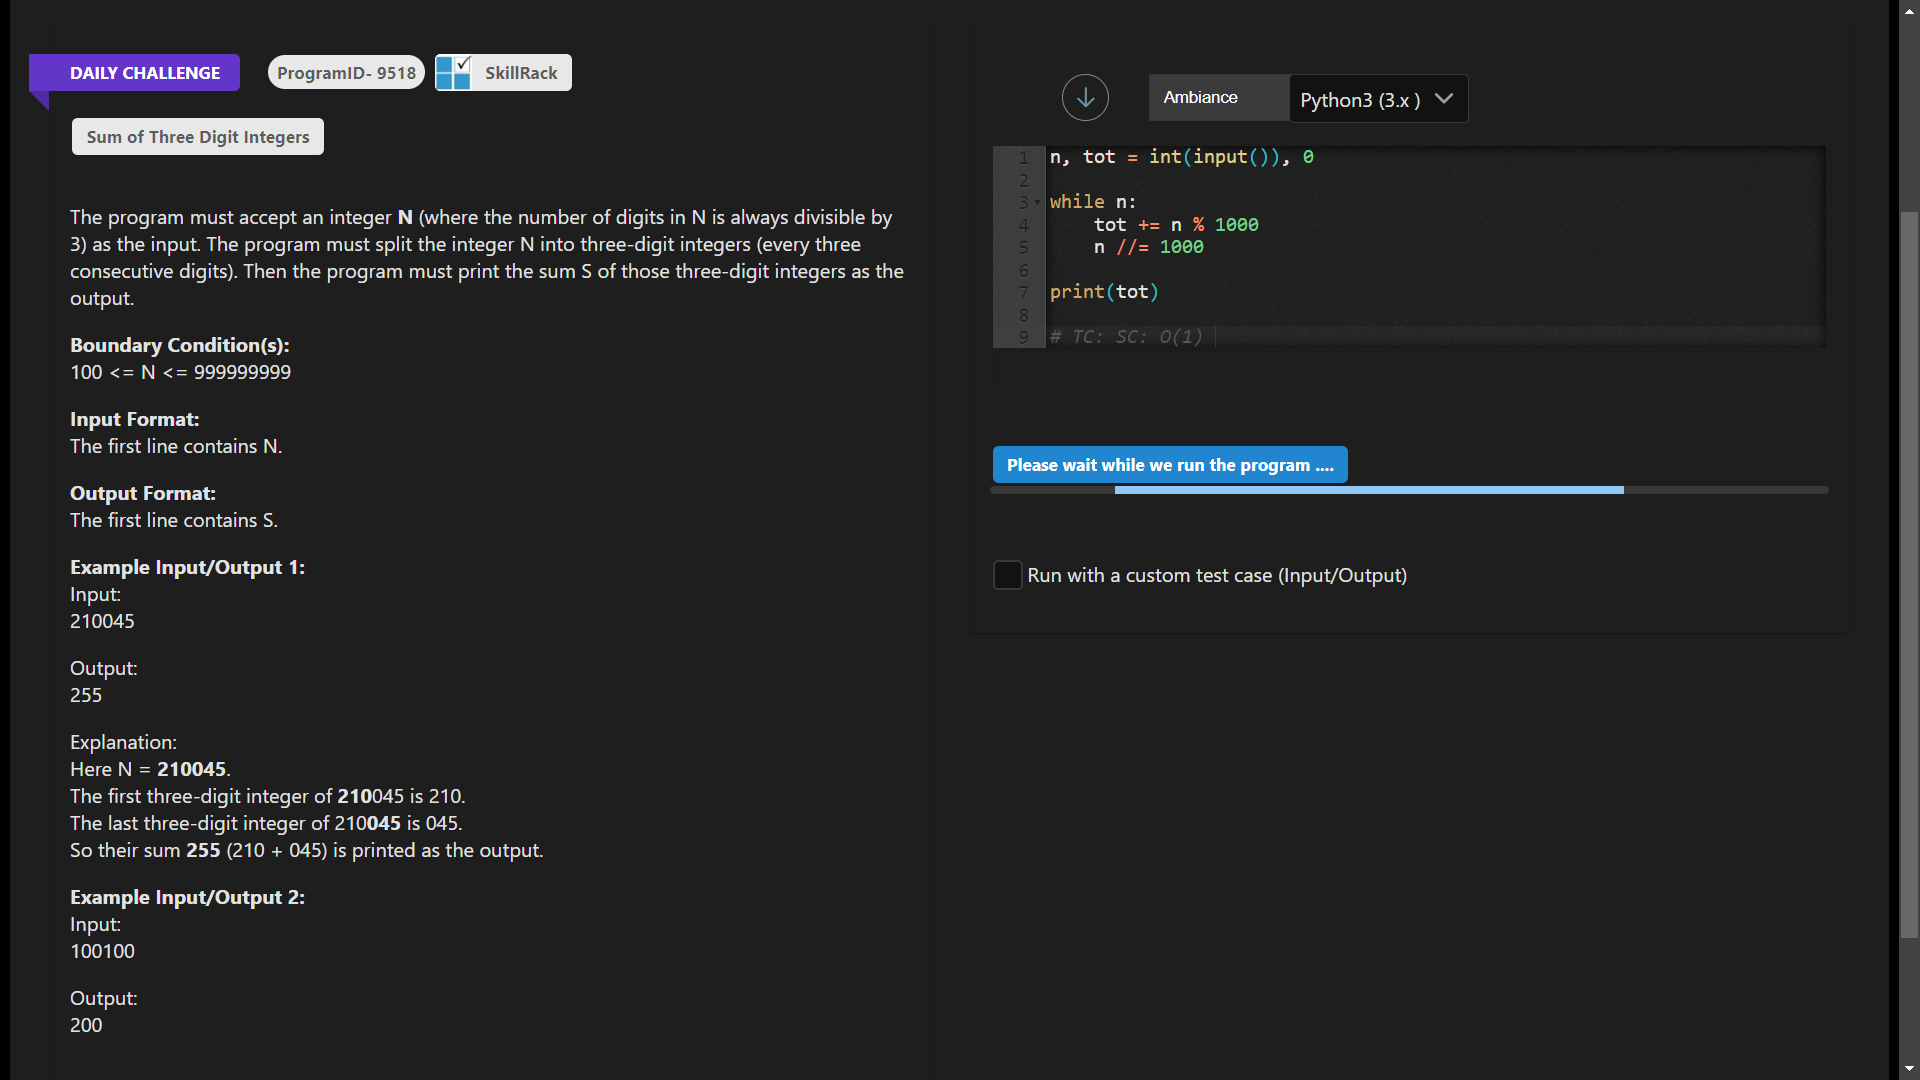 DAILY CHALLENGE
ProgramID- 9518
SkillRack
Sum of Three Digit Integers
The program must accept an integer N (where the number of digits in N is always divisible by
3) as the input. The program must split the integer N into three-digit integers (every three
consecutive digits). Then the program must print the sum S of those three-digit integers as the
output.
Boundary Condition(s):
100 <= N <= 999999999
Input Format:
The first line contains N.
Output Format:
The first line contains S.
Example Input/Output 1:
Input:
210045
Output:
255
Explanation:
Here N = 210045.
The first three-digit integer of 210045 is 210.
The last three-digit integer of 210045 is 045.
So their sum 255 (210 + 045) is printed as the output.
Example Input/Output 2:
Input:
100100
Output:
200
Ambiance
Python3 (3.x )
1 n, tot = int(input()), 0
2
3 while n:
4     tot += n % 1000
5     n //= 1000
6
7 print(tot)
8
9 # TC: SC: O(1)
Please wait while we run the program ....
Run with a custom test case (Input/Output)